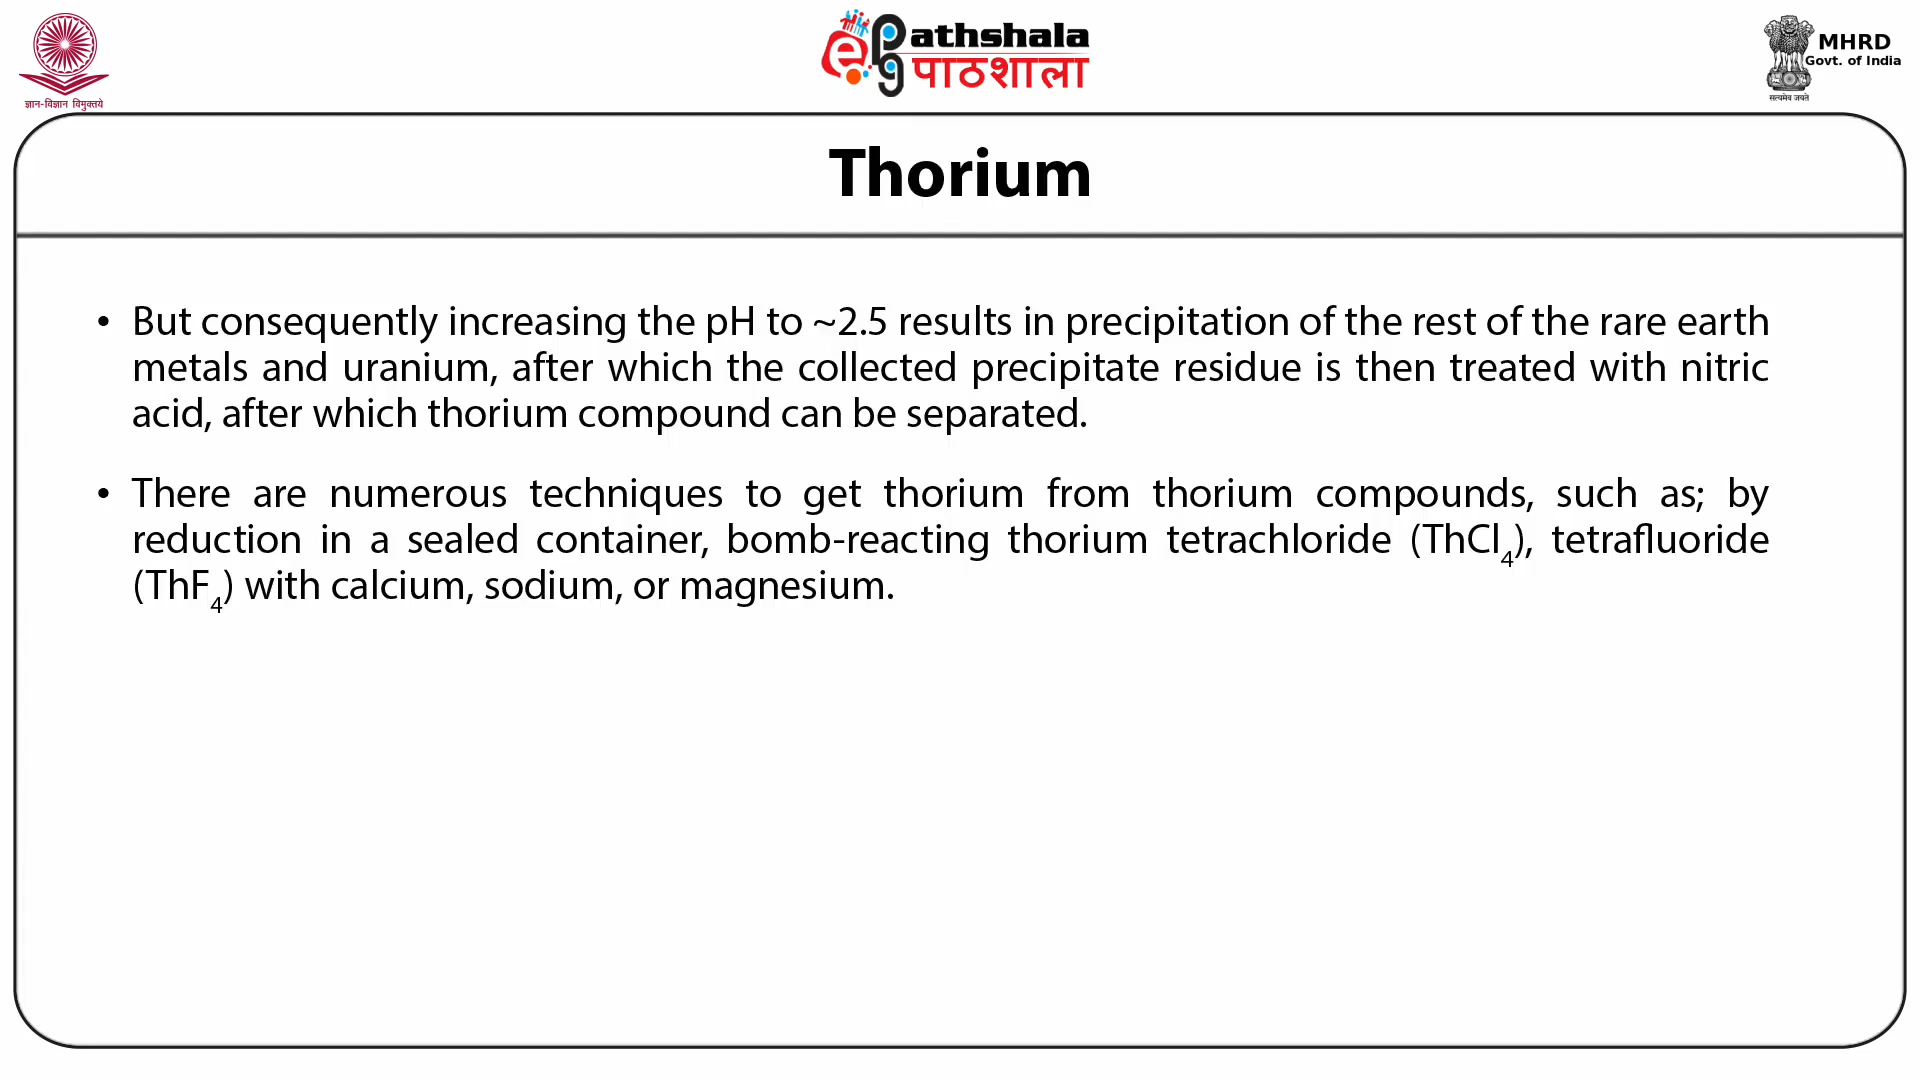 ज्ञान-विज्ञान विमुक्तये
e Pathshala
पाठशाला
MHRD
Govt. of India
सत्यमेव जयते
Thorium
• But consequently increasing the pH to ~2.5 results in precipitation of the rest of the rare earth
metals and uranium, after which the collected precipitate residue is then treated with nitric
acid, after which thorium compound can be separated.
• There are numerous techniques to get thorium from thorium compounds, such as; by
reduction in a sealed container, bomb-reacting thorium tetrachloride (ThCl₄), tetrafluoride
(ThF₄) with calcium, sodium, or magnesium.